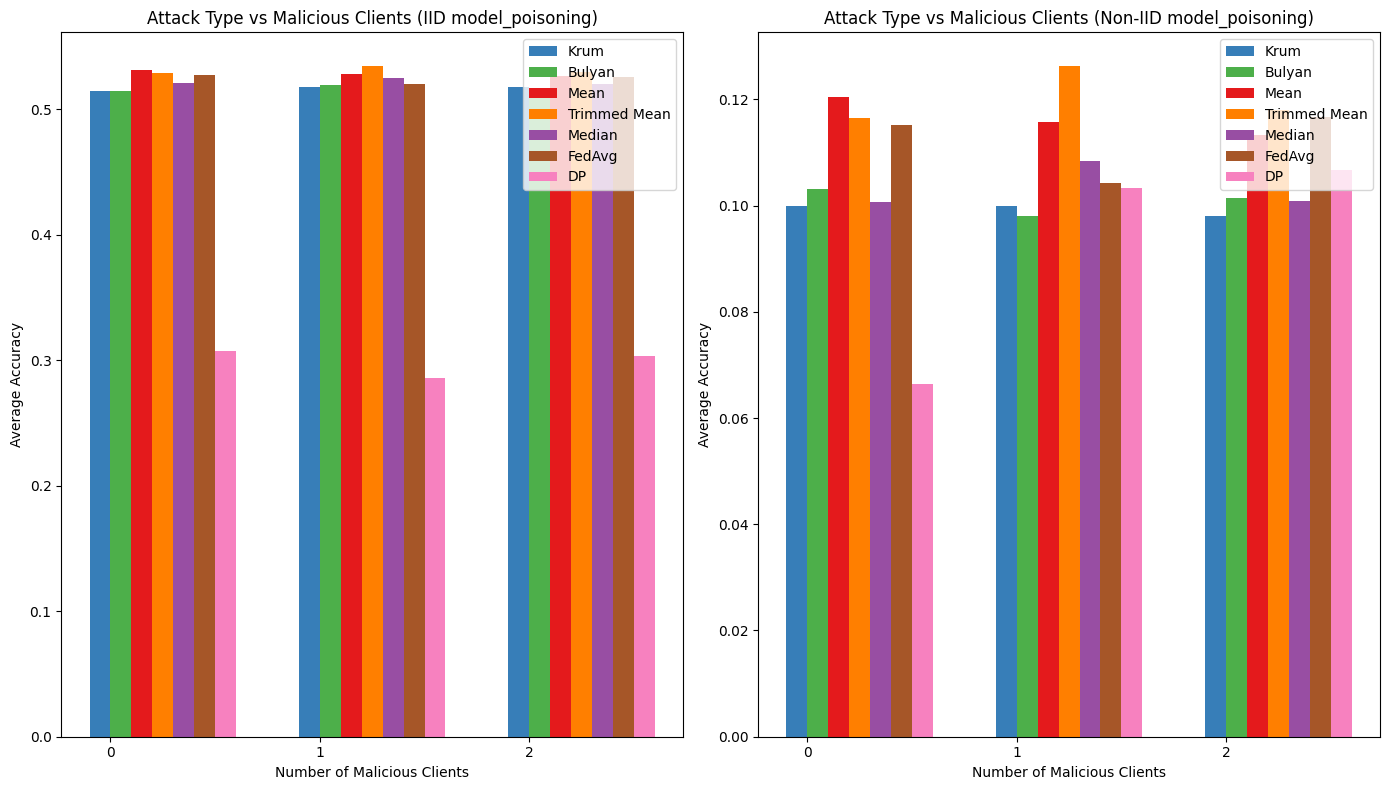 Attack Type vs Malicious Clients (IID model_poisoning)
Krum
Bulyan
Mean
Trimmed Mean
Median
FedAvg
DP
0.5
0.4
0.3
0.2
0.1
0.0
Average Accuracy
0
1
2
Number of Malicious Clients
Attack Type vs Malicious Clients (Non-IID model_poisoning)
Krum
Bulyan
Mean
Trimmed Mean
Median
FedAvg
DP
0.12
0.10
0.08
0.06
0.04
0.02
0.00
Average Accuracy
0
1
2
Number of Malicious Clients